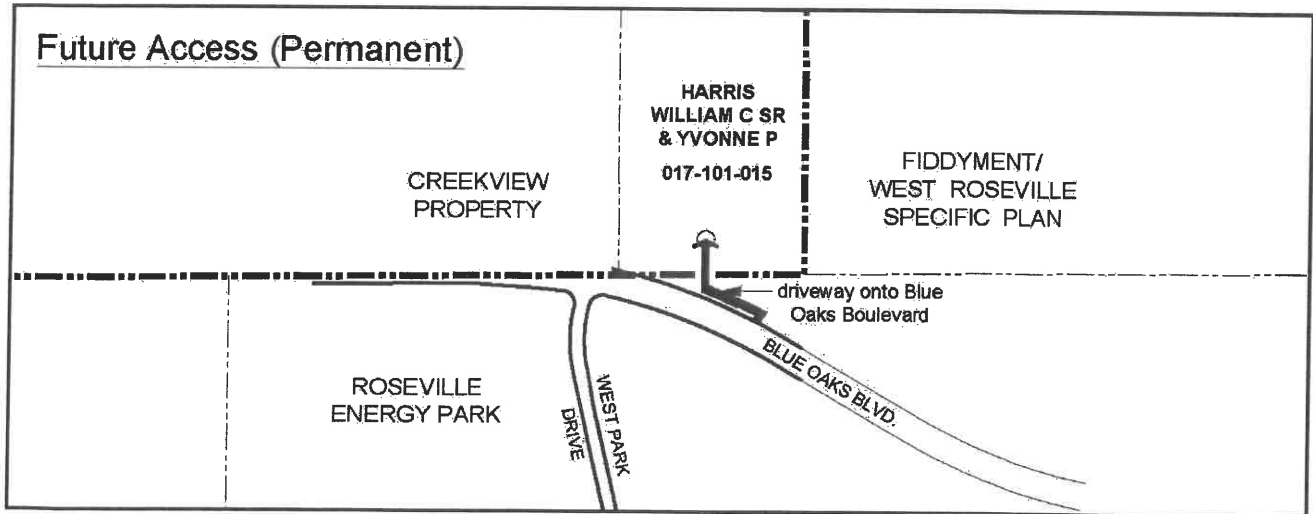 Future Access (Permanent)
HARRIS
WILLIAM C SR
& YVONNE P
017-101-015
CREEKVIEW
PROPERTY
FIDDYMENT/
WEST ROSEVILLE
SPECIFIC PLAN
driveway onto Blue
Oaks Boulevard
BLUE OAKS BLVD.
ROSEVILLE
ENERGY PARK
WEST PARK
DRIVE